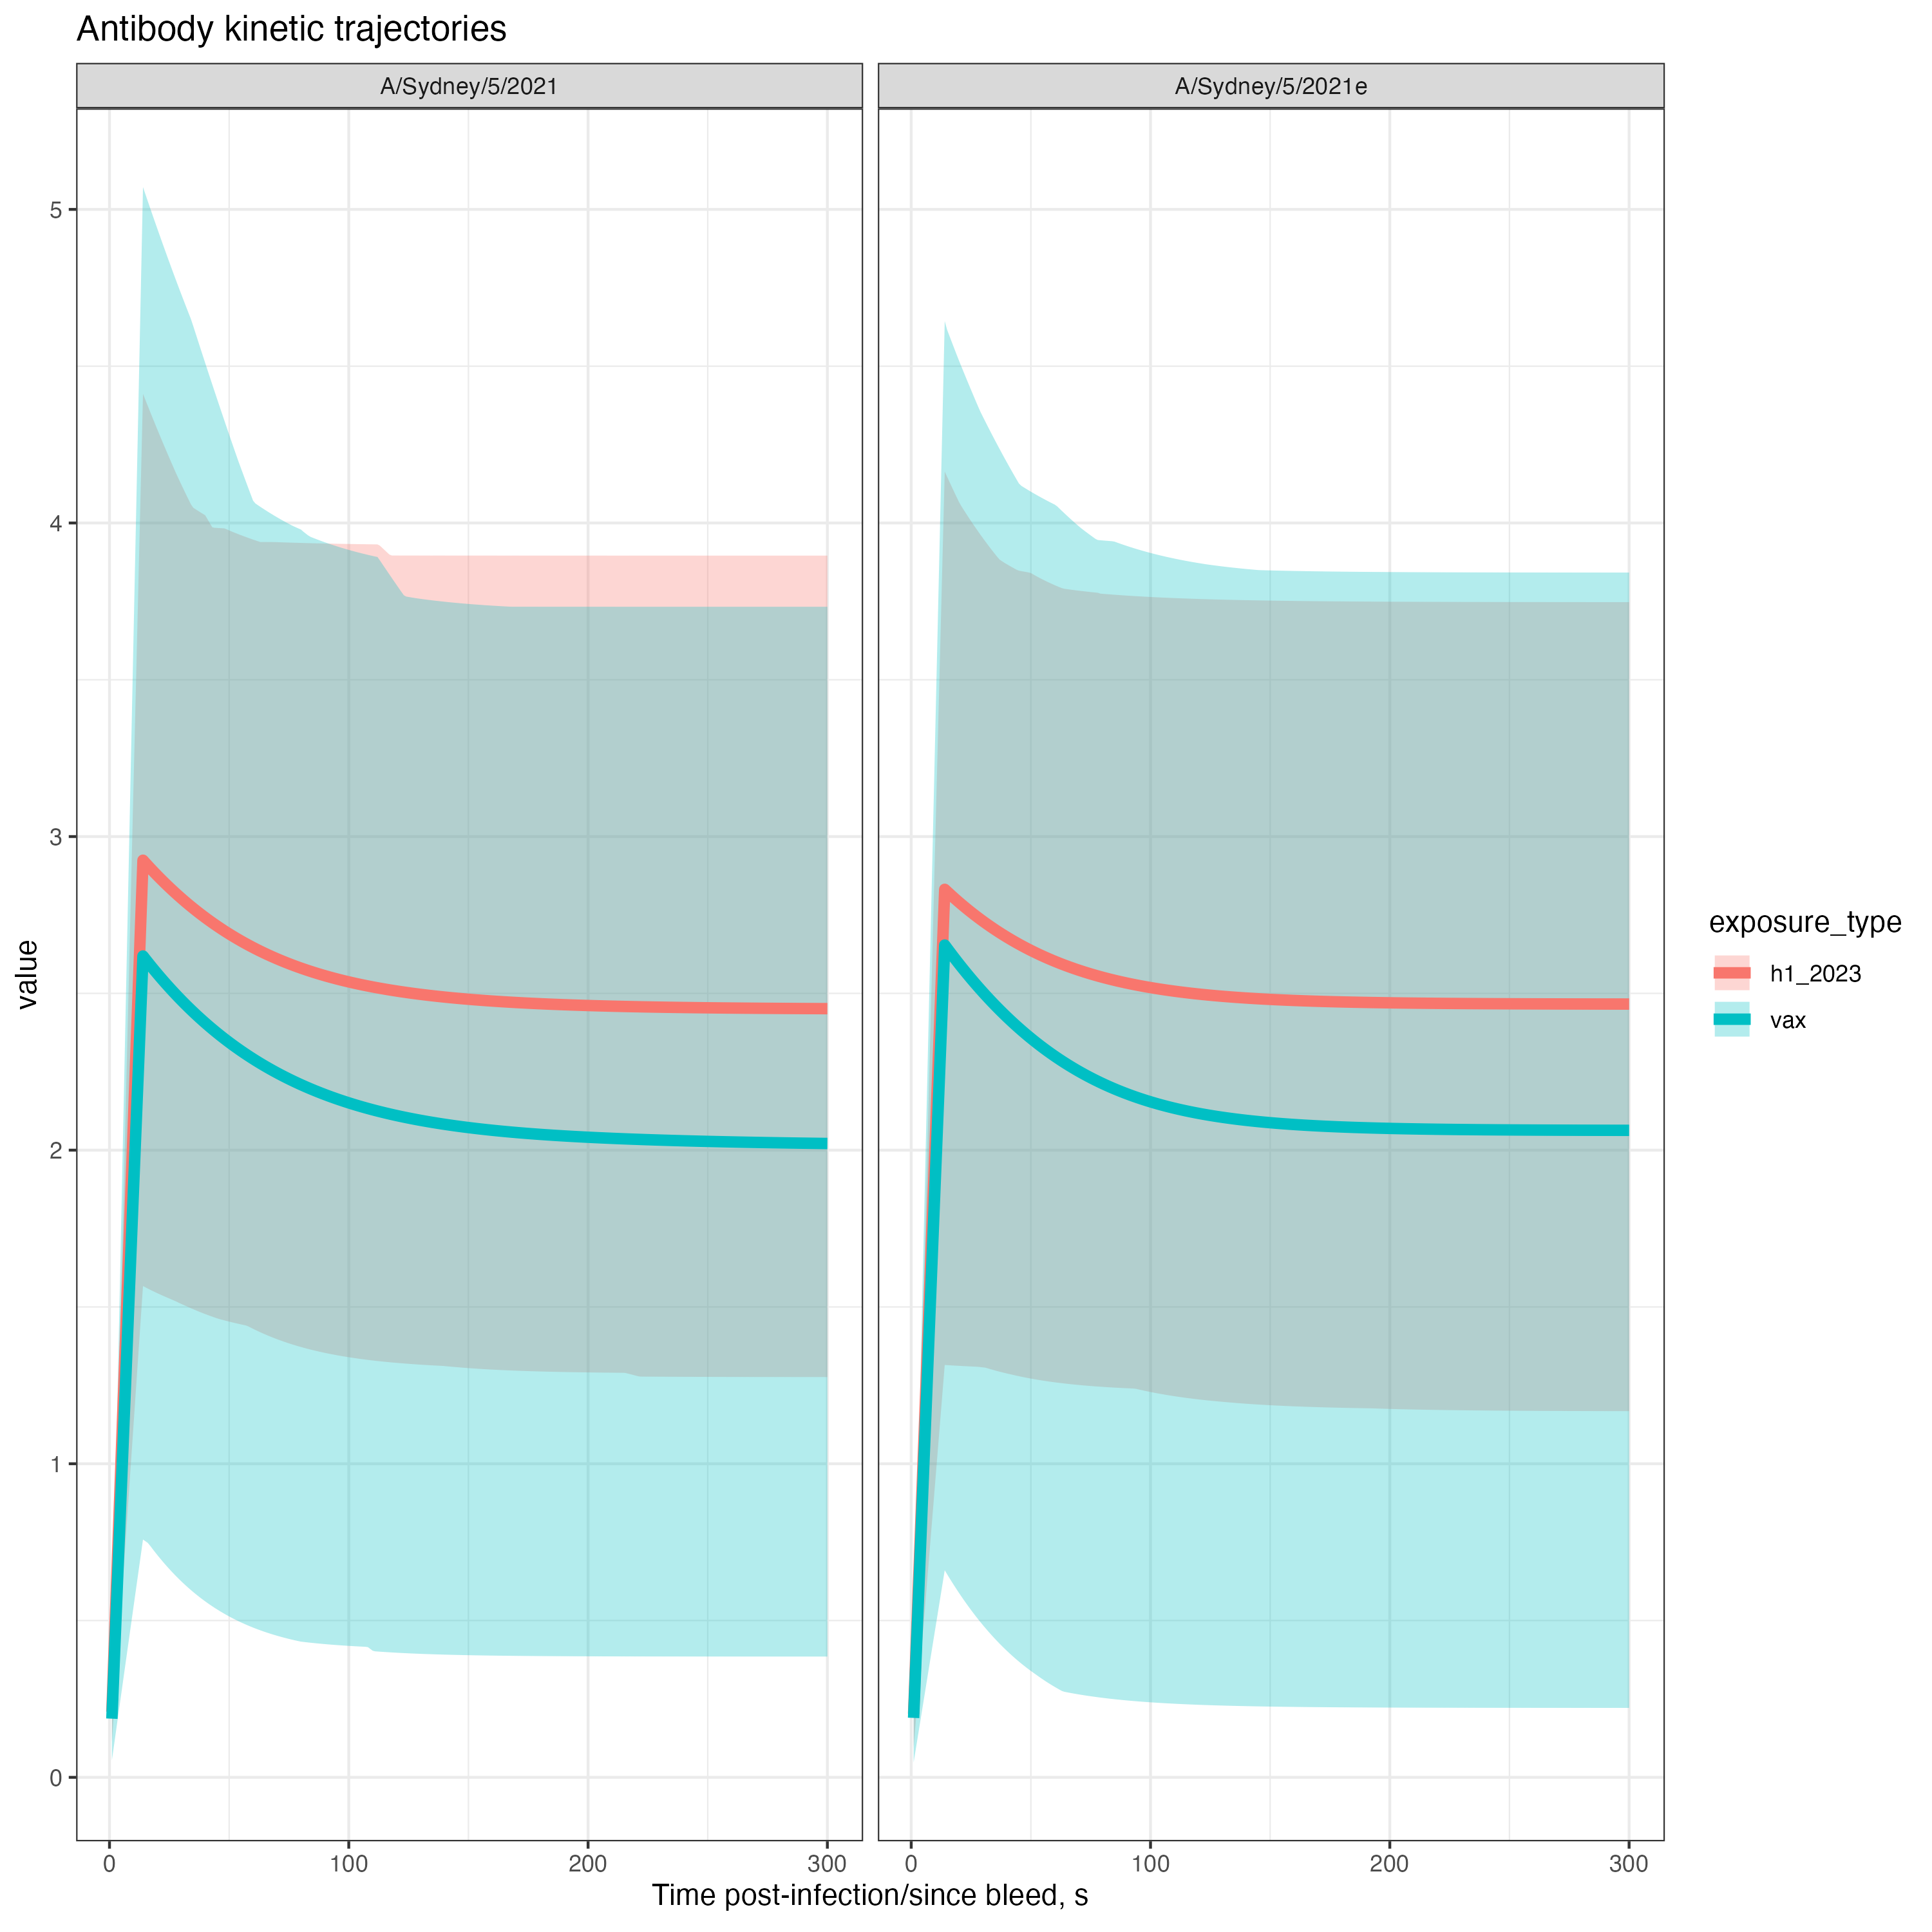 Antibody kinetic trajectories
A/Sydney/5/2021
A/Sydney/5/2021e
5
4
3
2
1
0
value
0
100
200
300
0
100
200
300
Time post-infection/since bleed, s
exposure_type
h1_2023
vax